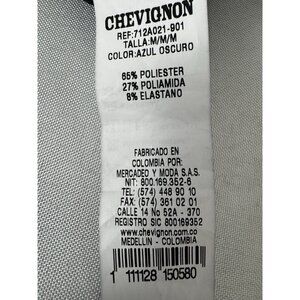 CHEVIGNON
REF:712A021-901
TALLA:M/M/M
COLOR:AZUL OSCURO
65% POLIESTER
27% POLIAMIDA
8% ELASTANO
FABRICADO EN
COLOMBIA POR:
MERCADEO Y MODA S.A.S.
NIT: 800.169.352-6
TEL: (574) 448 90 10
FAX: (574) 361 02 01
CALLE 14 No 52A - 370
REGISTRO SIC 800169352
www.chevignon.com.co
MEDELLIN - COLOMBIA
1 111128 150580